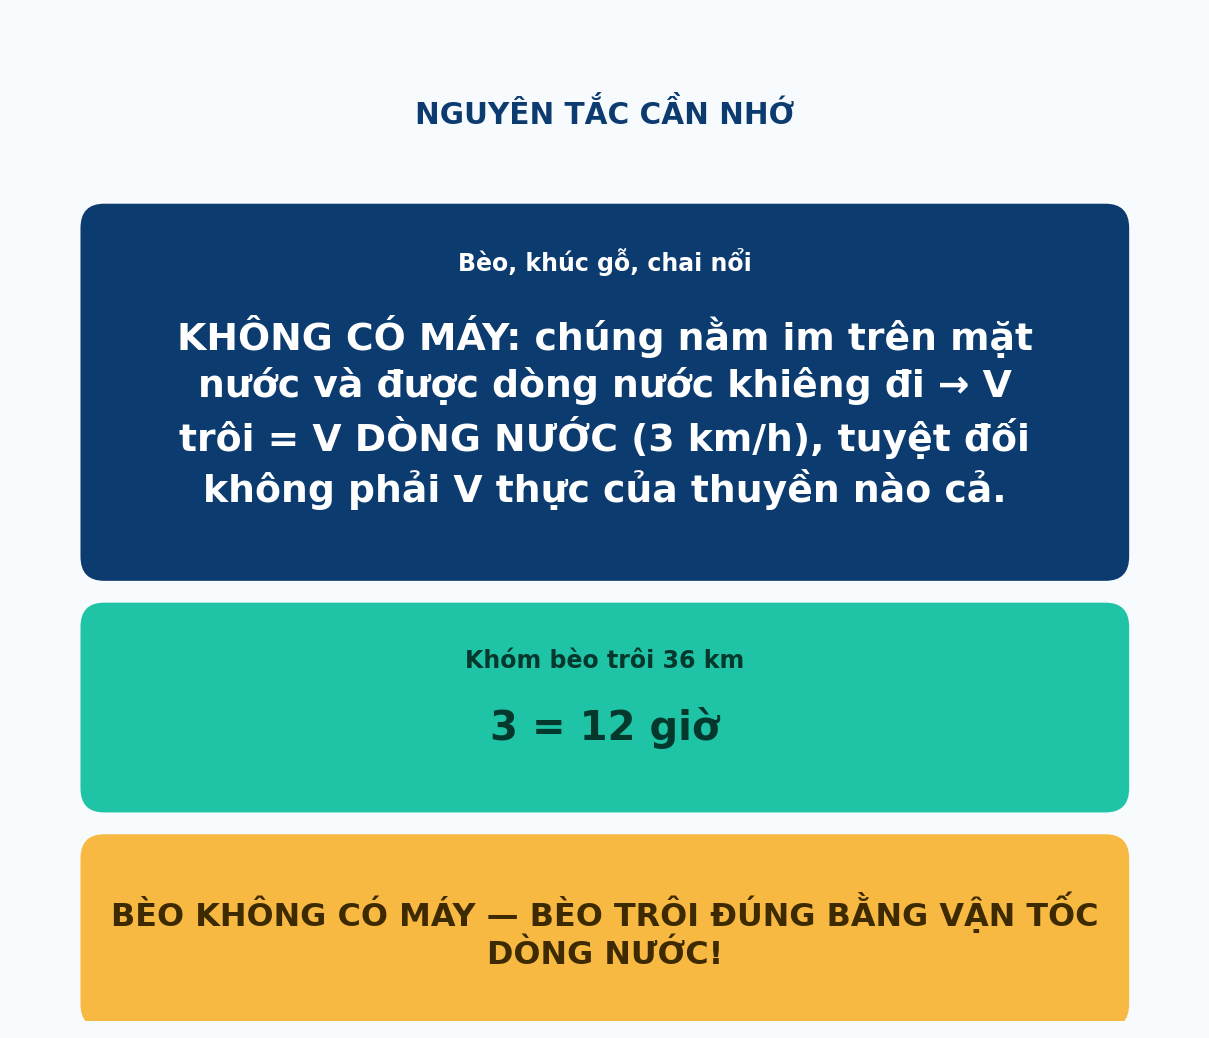 NGUYÊN TẮC CẦN NHỚ
Bèo, khúc gỗ, chai nổi
KHÔNG CÓ MÁY: chúng nằm im trên mặt
nước và được dòng nước khiêng đi → V
trôi = V DÒNG NƯỚC (3 km/h), tuyệt đối
không phải V thực của thuyền nào cả.
Khóm bèo trôi 36 km
3 = 12 giờ
BÈO KHÔNG CÓ MÁY — BÈO TRÔI ĐÚNG BẰNG VẬN TỐC
DÒNG NƯỚC!